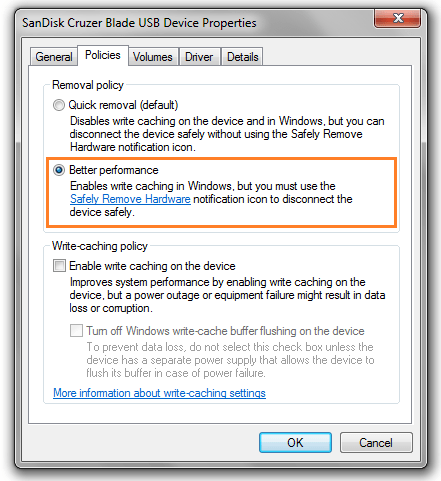 SanDisk Cruzer Blade USB Device Properties
General Policies Volumes Driver Details
Removal policy
Quick removal (default)
Disables write caching on the device and in Windows, but you can
disconnect the device safely without using the Safely Remove
Hardware notification icon.
Better performance
Enables write caching in Windows, but you must use the
Safely Remove Hardware notification icon to disconnect the
device safely.
Write-caching policy
Enable write caching on the device
Improves system performance by enabling write caching on the
device, but a power outage or equipment failure might result in data
loss or corruption.
Turn off Windows write-cache buffer flushing on the device
To prevent data loss, do not select this check box unless the
device has a separate power supply that allows the device to
flush its buffer in case of power failure.
More information about write-caching settings
OK Cancel